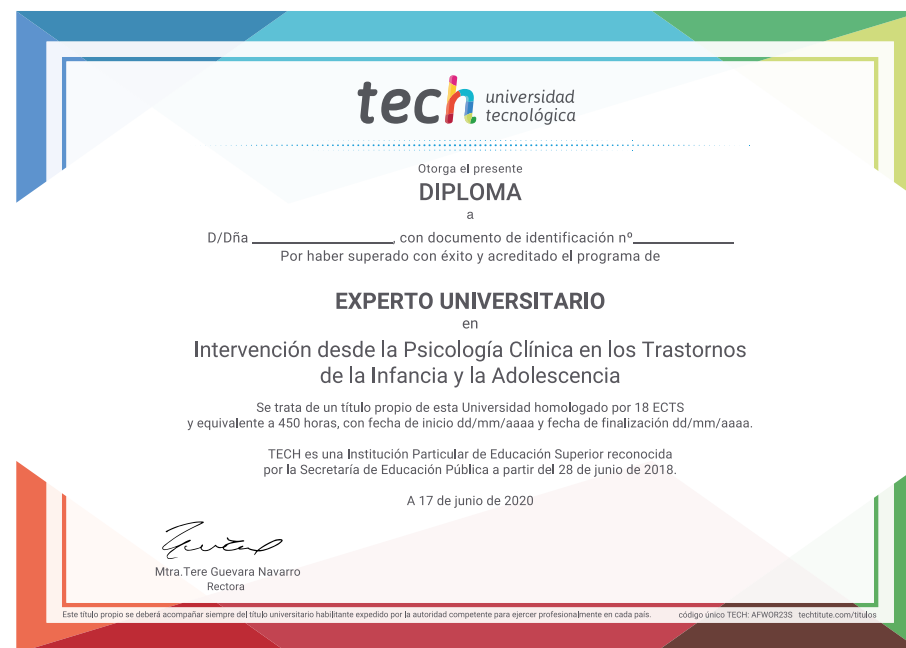 tech universidad
tecnológica
Otorga el presente
DIPLOMA
a
D/Dña ____________________, con documento de identificación nº______________
Por haber superado con éxito y acreditado el programa de
EXPERTO UNIVERSITARIO
en
Intervención desde la Psicología Clínica en los Trastornos
de la Infancia y la Adolescencia
Se trata de un título propio de esta Universidad homologado por 18 ECTS
y equivalente a 450 horas, con fecha de inicio dd/mm/aaaa y fecha de finalización dd/mm/aaaa.
TECH es una Institución Particular de Educación Superior reconocida
por la Secretaría de Educación Pública a partir del 28 de junio de 2018.
A 17 de junio de 2020
Mtra.Tere Guevara Navarro
Rectora
Este título propio se deberá acompañar siempre del título universitario habilitante expedido por la autoridad competente para ejercer profesionalmente en cada país. código único TECH: AFWOR23S techtitute.com/titulos